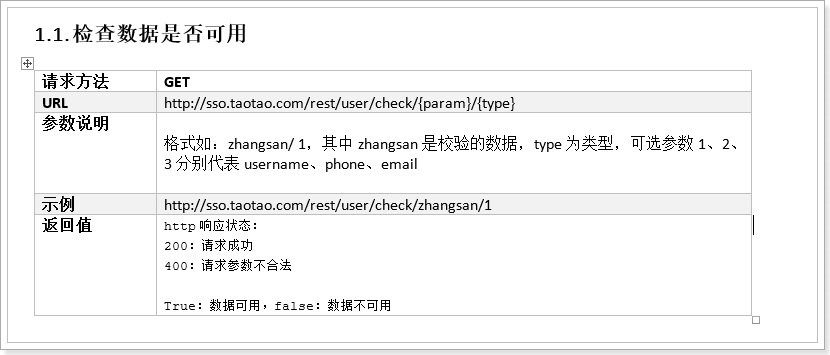 1.1.检查数据是否可用
请求方法 GET
URL http://sso.taotao.com/rest/user/check/{param}/{type}
参数说明
格式如：zhangsan/ 1，其中 zhangsan 是校验的数据，type 为类型，可选参数 1、2、
3 分别代表 username、phone、email
示例 http://sso.taotao.com/rest/user/check/zhangsan/1
返回值 http 响应状态：
200：请求成功
400：请求参数不合法
True：数据可用，false：数据不可用